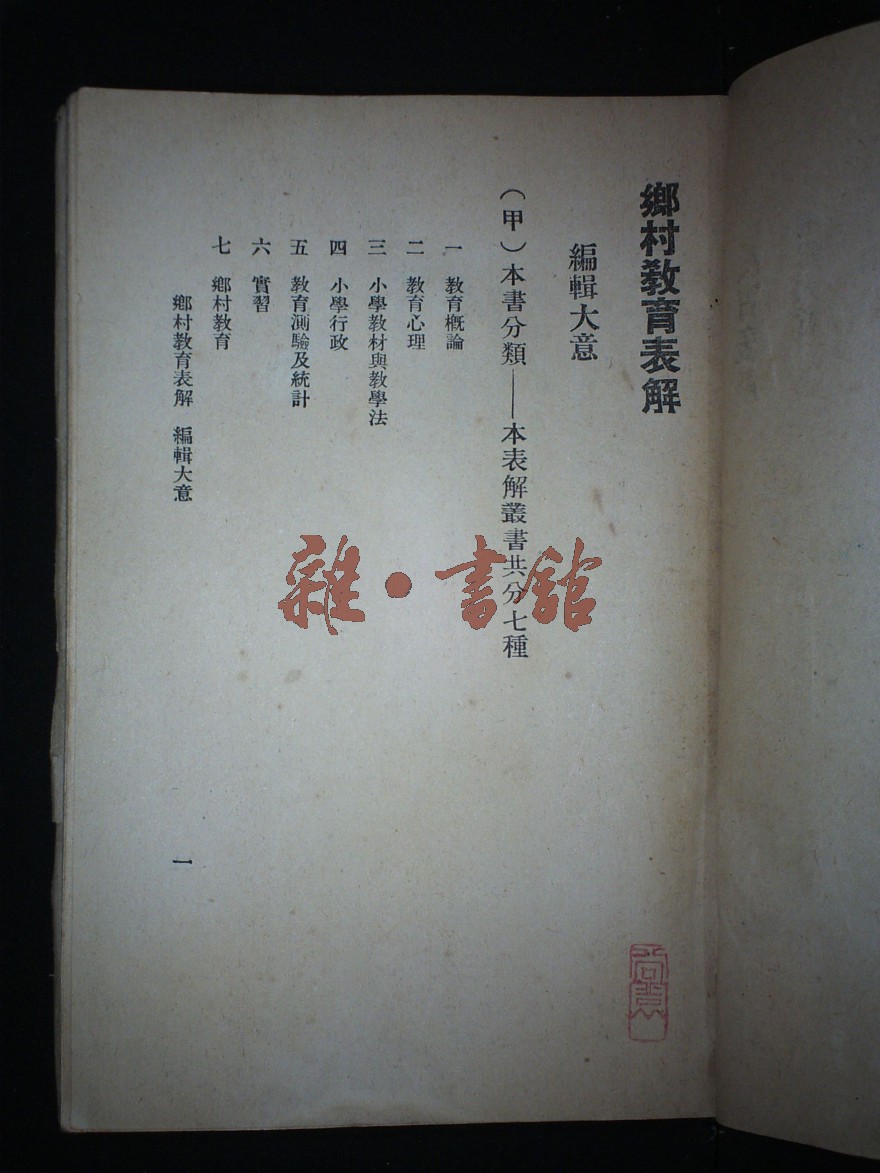 鄉村教育表解
編輯大意
（甲）本書分類——本表解叢書共分七種
一 教育概論
二 教育心理
三 小學教材與教學法
四 小學行政
五 教育測驗及統計
六 實習
七 鄉村教育
鄉村教育表解 編輯大意
一
雜·書館